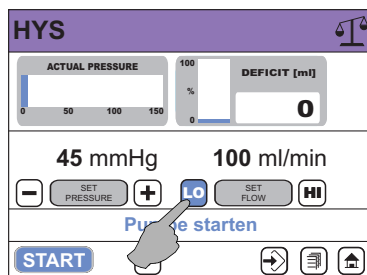 HYS
ACTUAL PRESSURE
0 50 100 150
100
%
0
DEFICIT [ml]
0
45 mmHg 100 ml/min
SET PRESSURE
LO
SET FLOW
HI
starten
START